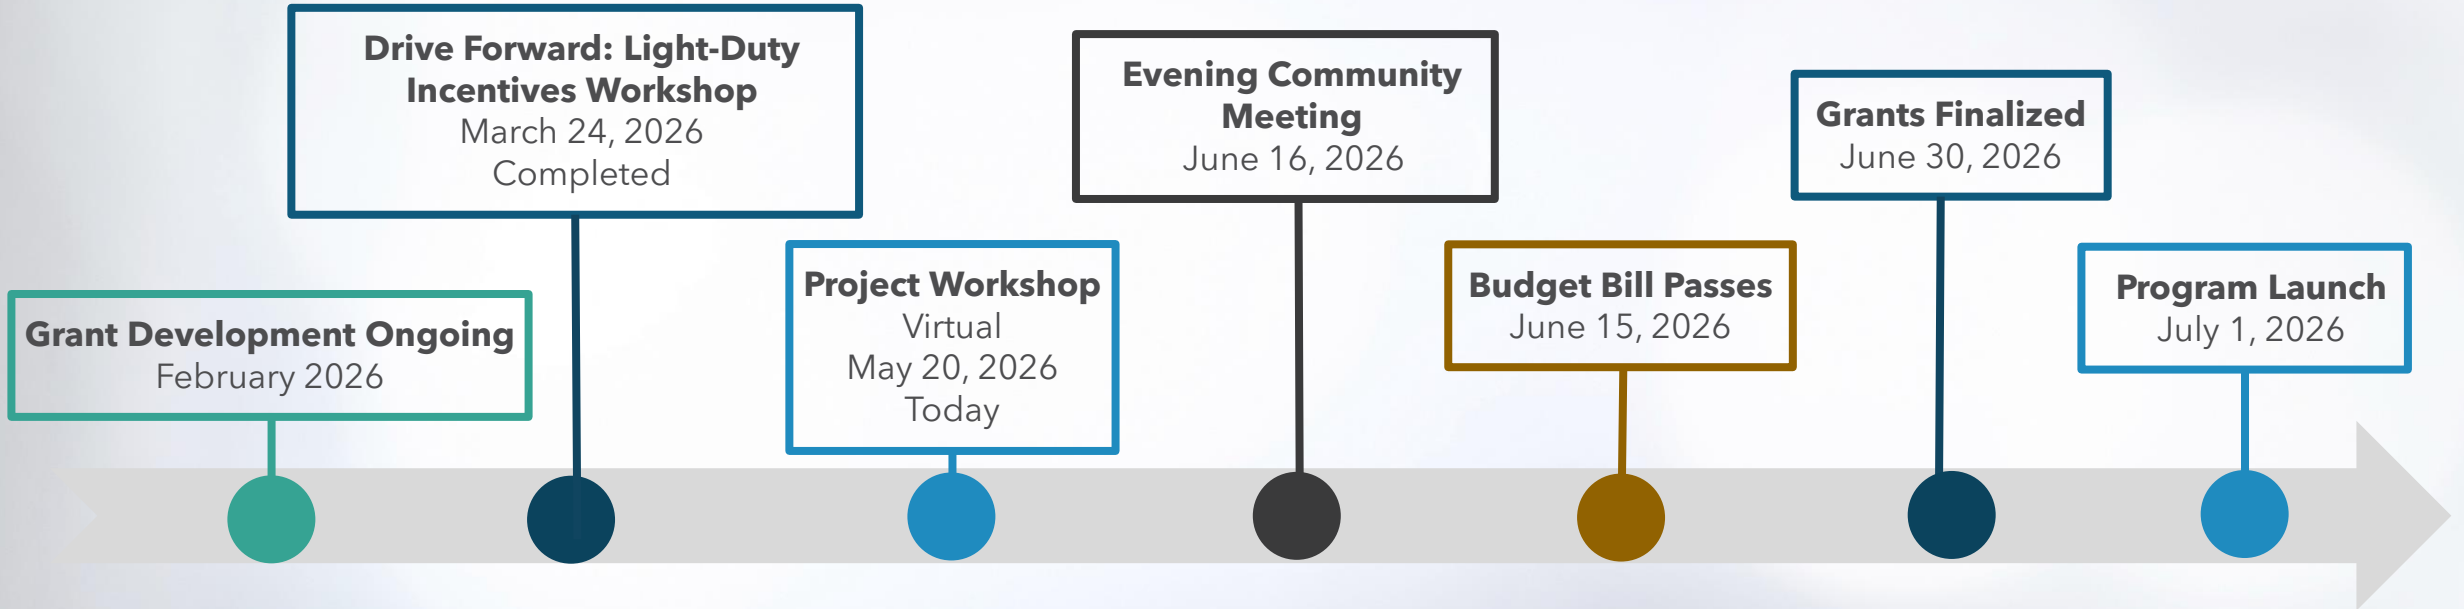 Grant Development Ongoing
February 2026
Drive Forward: Light-Duty
Incentives Workshop
March 24, 2026
Completed
Project Workshop
Virtual
May 20, 2026
Today
Evening Community
Meeting
June 16, 2026
Budget Bill Passes
June 15, 2026
Grants Finalized
June 30, 2026
Program Launch
July 1, 2026